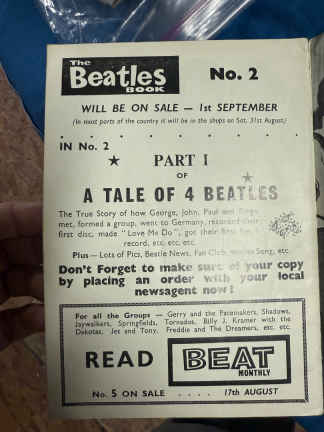 The
Beatles
BOOK
No. 2
WILL BE ON SALE — 1st SEPTEMBER
(In most parts of the country it will be in the shops on Sat. 31st August)
IN No. 2
PART I
OF
A TALE OF 4 BEATLES
The True Story of how George, John, Paul and Ringo
met, formed a group, went to Germany, recorded their
first disc, made "Love Me Do", got their first
record, etc, etc, etc.
Plus — Lots of Pics, Beatle News, Fan Club, Song, etc.
Don't Forget to make sure of your copy
by placing an order with your local
newsagent now!
For all the Groups — Gerry and the Pacemakers, Shadows,
Jaywalkers, Springfields, Tornados, Billy J. Kramer with the
Dakotas, Jet and Tony, Freddie and The Dreamers, etc. etc.
READ
BEAT
MONTHLY
No. 5 ON SALE .... 17th AUGUST